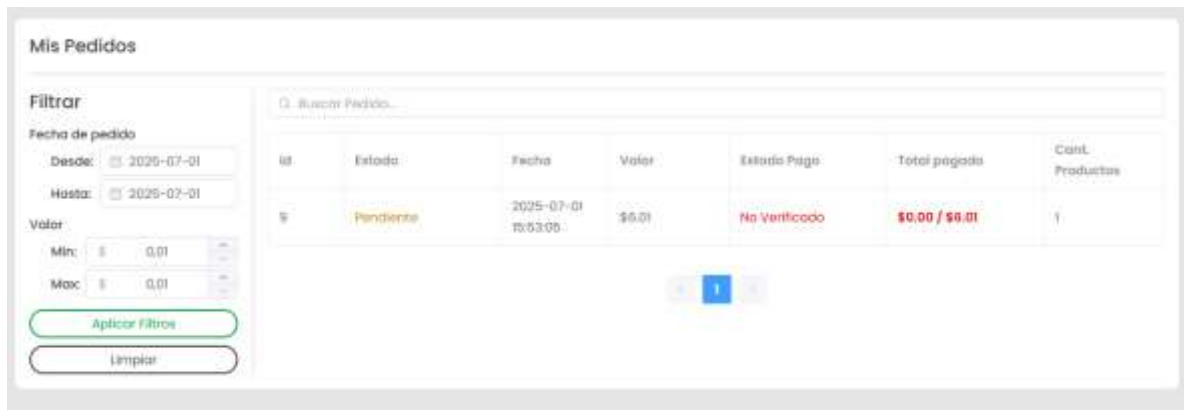 Mis Pedidos
Filtrar
Fecha de pedido
Desde: 2025-07-01
Hasta: 2025-07-01
Valor
Min: $ 0,01
Max: $ 0,01
Aplicar Filtros
Limpiar
Buscar Pedido...
Id Estado Fecha Valor Estado Pago Total pagado Cant. Productos
Pendiente 2025-07-01 15:53:05 $6.01 No Verificado $0.00 / $6.01 1
1